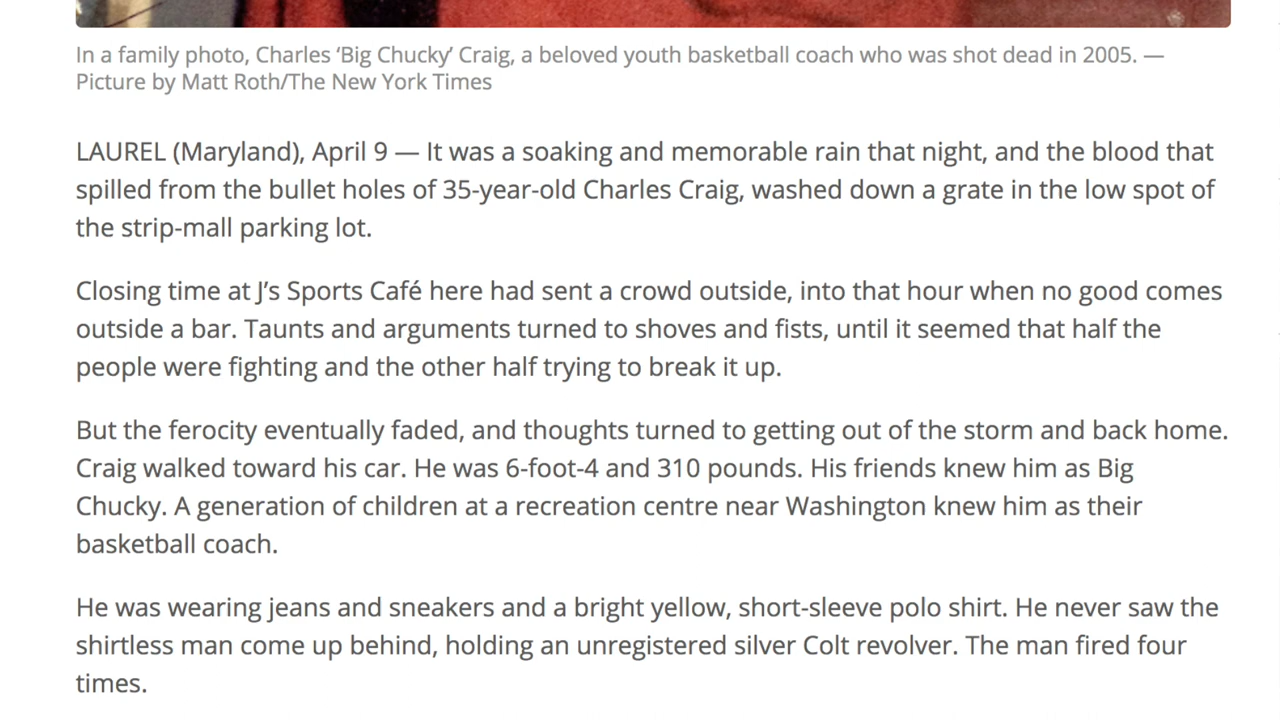 In a family photo, Charles ‘Big Chucky’ Craig, a beloved youth basketball coach who was shot dead in 2005. —
Picture by Matt Roth/The New York Times
LAUREL (Maryland), April 9 — It was a soaking and memorable rain that night, and the blood that
spilled from the bullet holes of 35-year-old Charles Craig, washed down a grate in the low spot of
the strip-mall parking lot.
Closing time at J’s Sports Café here had sent a crowd outside, into that hour when no good comes
outside a bar. Taunts and arguments turned to shoves and fists, until it seemed that half the
people were fighting and the other half trying to break it up.
But the ferocity eventually faded, and thoughts turned to getting out of the storm and back home.
Craig walked toward his car. He was 6-foot-4 and 310 pounds. His friends knew him as Big
Chucky. A generation of children at a recreation centre near Washington knew him as their
basketball coach.
He was wearing jeans and sneakers and a bright yellow, short-sleeve polo shirt. He never saw the
shirtless man come up behind, holding an unregistered silver Colt revolver. The man fired four
times.